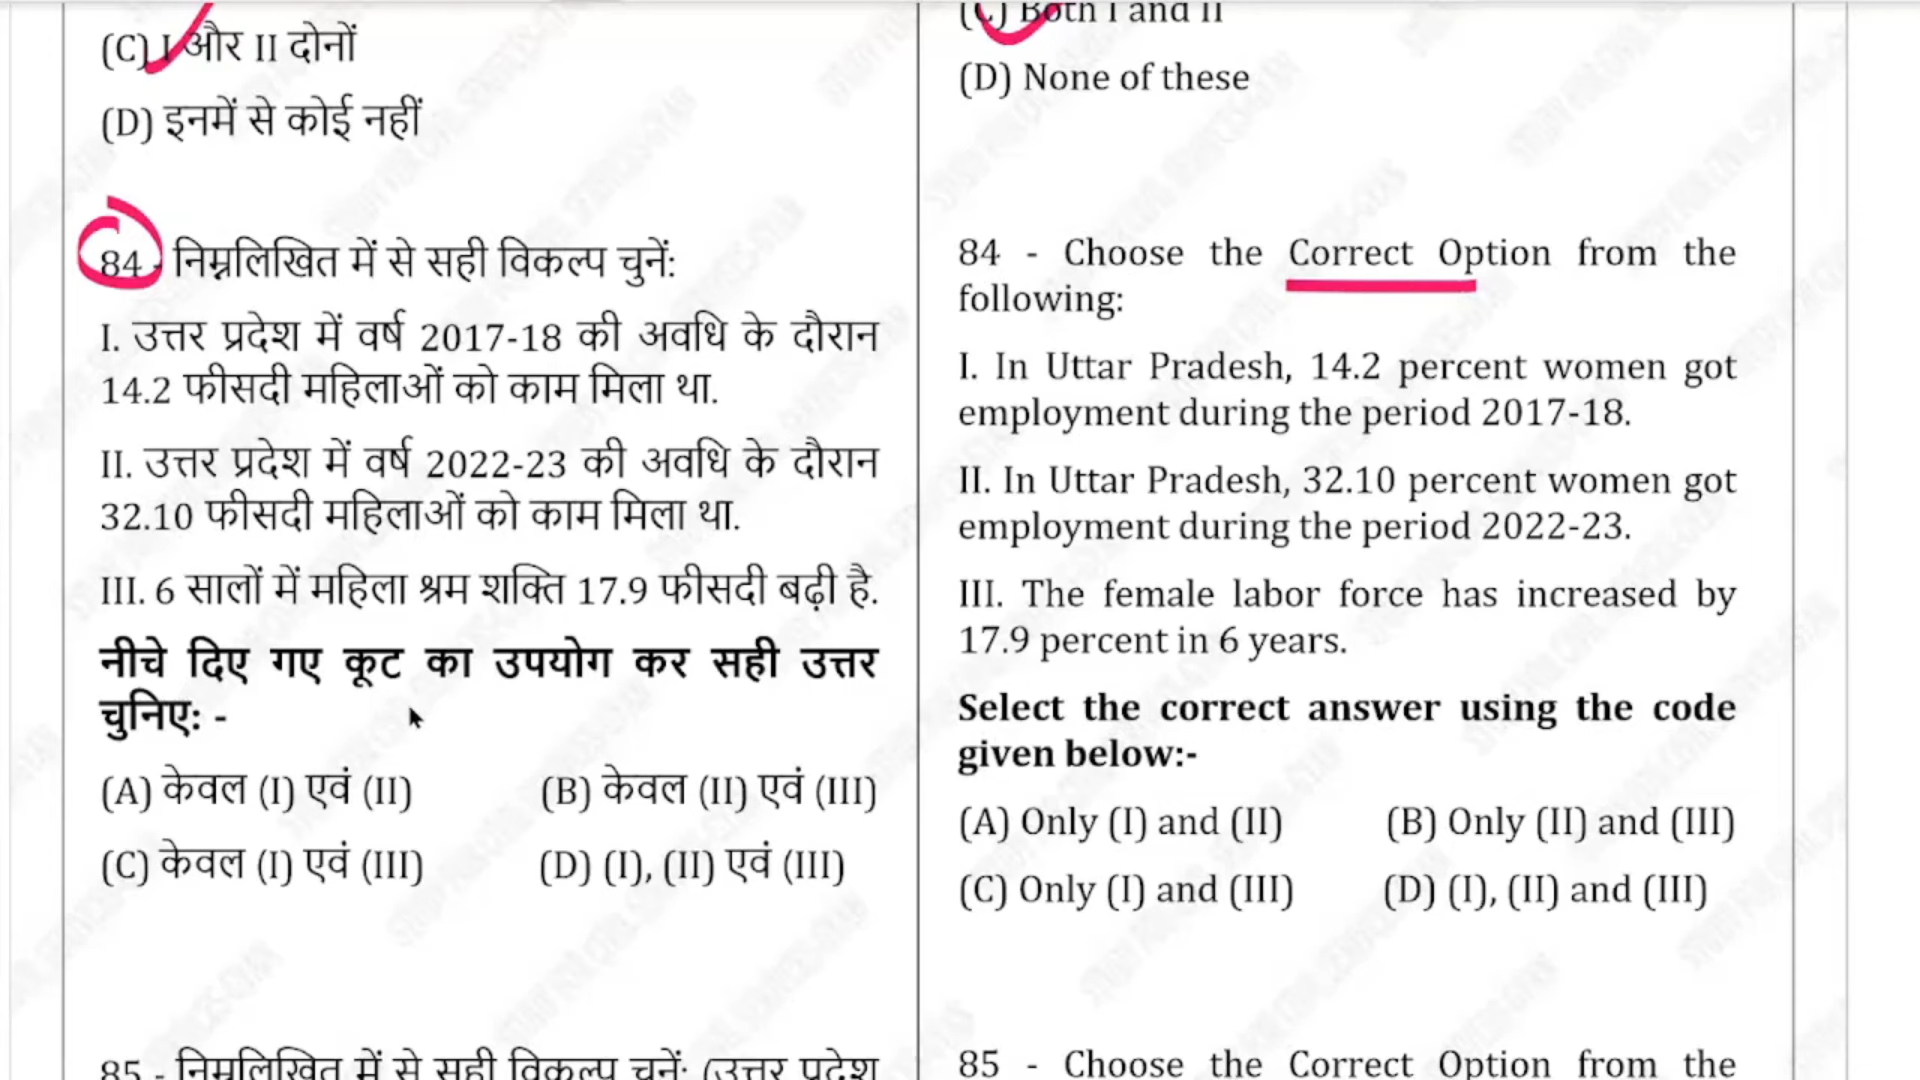 (C) I और II दोनों
(D) इनमें से कोई नहीं
84 - निम्नलिखित में से सही विकल्प चुनें:
I. उत्तर प्रदेश में वर्ष 2017-18 की अवधि के दौरान
14.2 फीसदी महिलाओं को काम मिला था.
II. उत्तर प्रदेश में वर्ष 2022-23 की अवधि के दौरान
32.10 फीसदी महिलाओं को काम मिला था.
III. 6 सालों में महिला श्रम शक्ति 17.9 फीसदी बढ़ी है.
नीचे दिए गए कूट का उपयोग कर सही उत्तर
चुनिए: -
(A) केवल (I) एवं (II) (B) केवल (II) एवं (III)
(C) केवल (I) एवं (III) (D) (I), (II) एवं (III)
85 - निम्नलिखित में से सही विकल्प चुनें: (उत्तर प्रदेश
(C) Both I and II
(D) None of these
84 - Choose the Correct Option from the
following:
I. In Uttar Pradesh, 14.2 percent women got
employment during the period 2017-18.
II. In Uttar Pradesh, 32.10 percent women got
employment during the period 2022-23.
III. The female labor force has increased by
17.9 percent in 6 years.
Select the correct answer using the code
given below:-
(A) Only (I) and (II) (B) Only (II) and (III)
(C) Only (I) and (III) (D) (I), (II) and (III)
85 - Choose the Correct Option from the